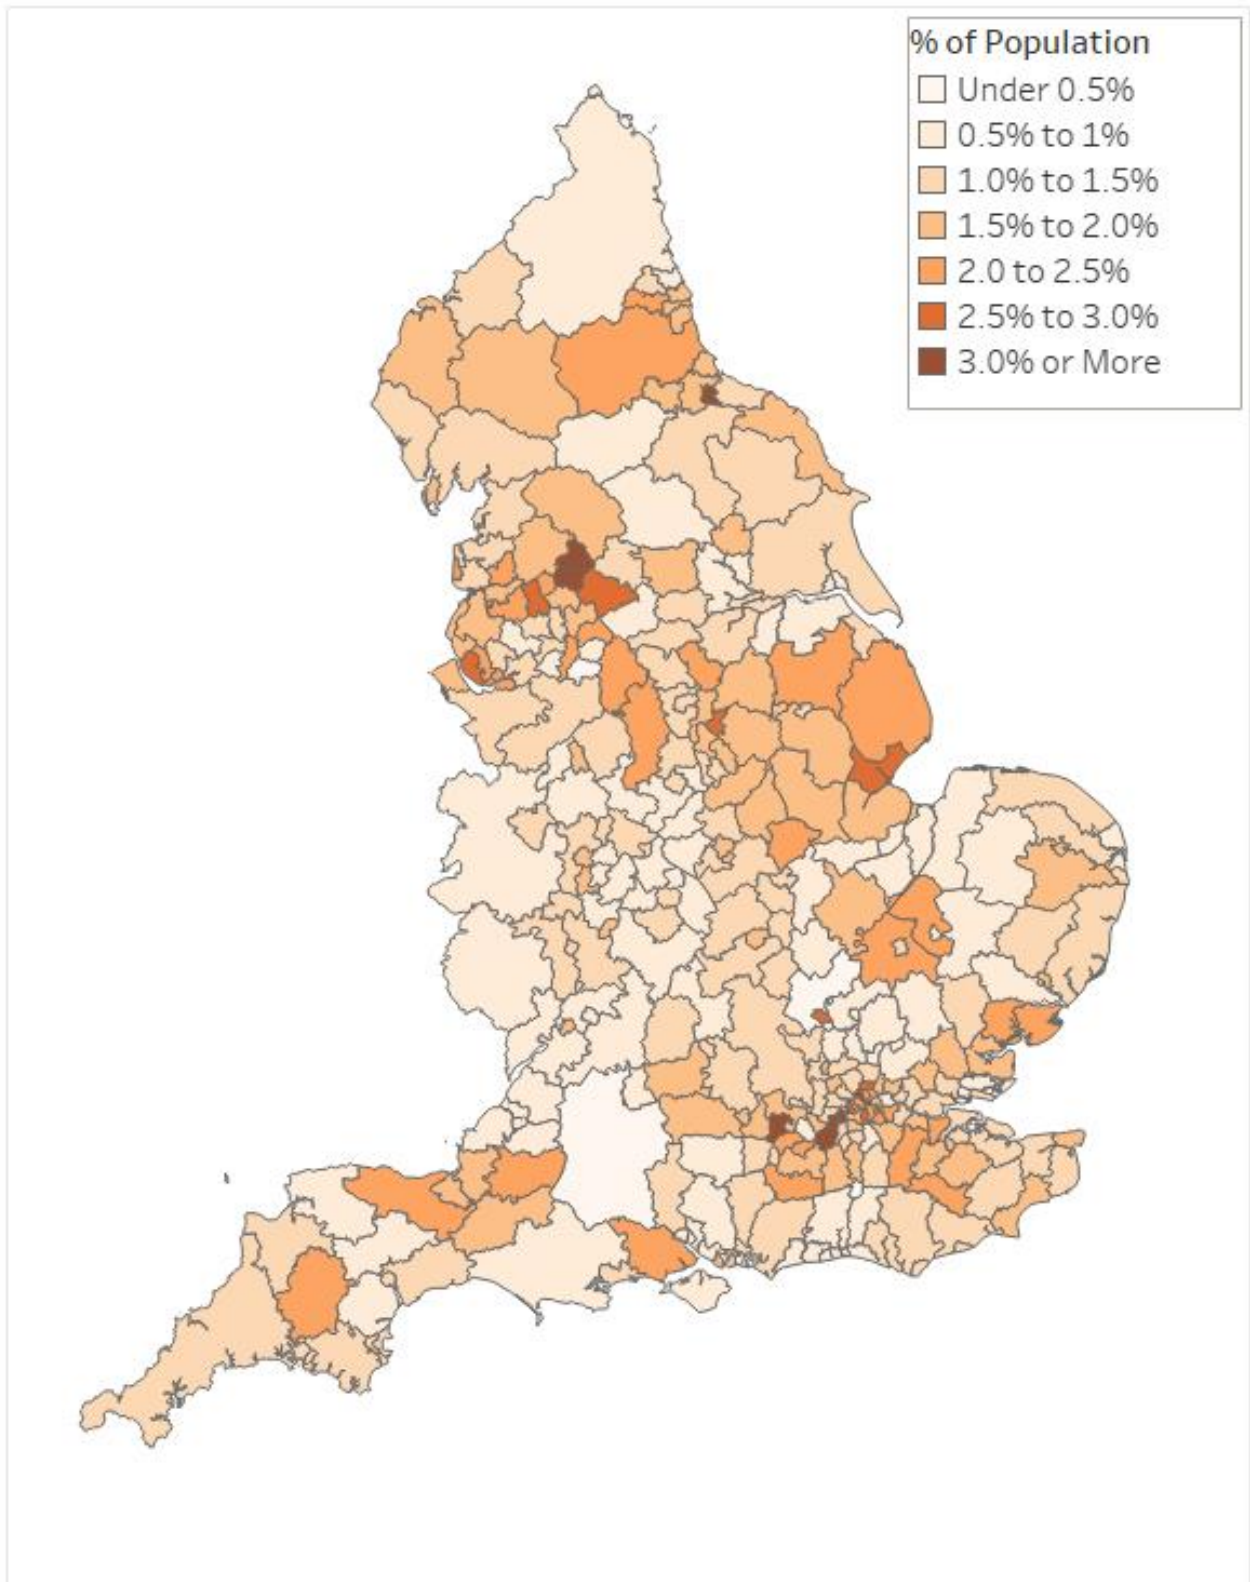 % of Population
Under 0.5%
0.5% to 1%
1.0% to 1.5%
1.5% to 2.0%
2.0 to 2.5%
2.5% to 3.0%
3.0% or More